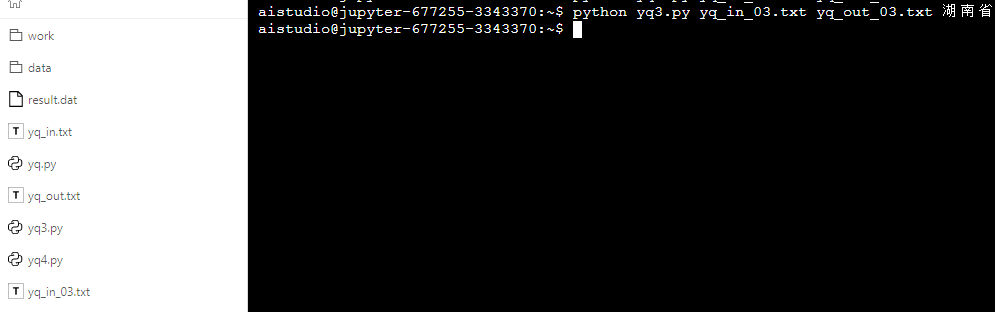 work
data
result.dat
yq_in.txt
yq.py
yq_out.txt
yq3.py
yq4.py
yq_in_03.txt
aistudio@jupyter-677255-3343370:~$ python yq3.py yq_in_03.txt yq_out_03.txt 湖南省
aistudio@jupyter-677255-3343370:~$